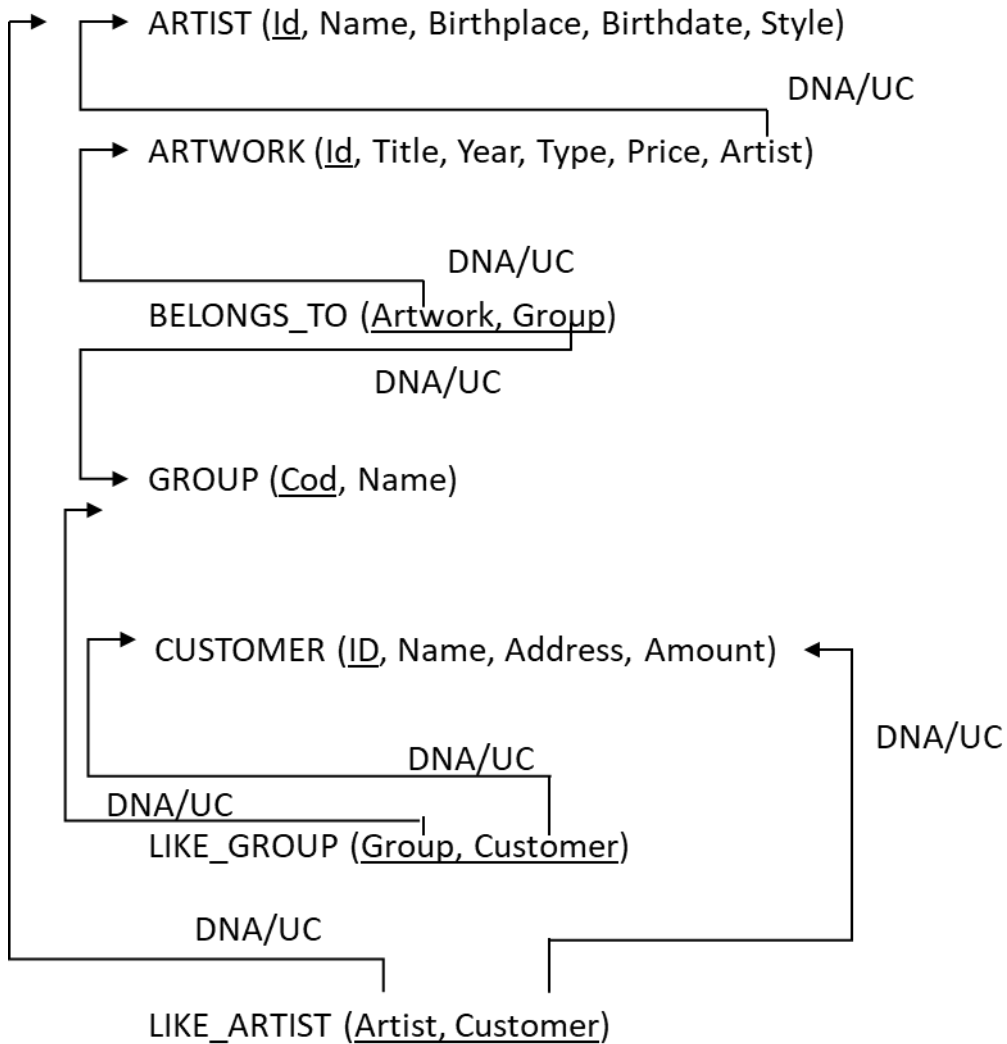 ARTIST (Id, Name, Birthplace, Birthdate, Style)
DNA/UC
ARTWORK (Id, Title, Year, Type, Price, Artist)
DNA/UC
BELONGS_TO (Artwork, Group)
DNA/UC
GROUP (Cod, Name)
CUSTOMER (ID, Name, Address, Amount)
DNA/UC
DNA/UC
DNA/UC
LIKE_GROUP (Group, Customer)
DNA/UC
LIKE_ARTIST (Artist, Customer)